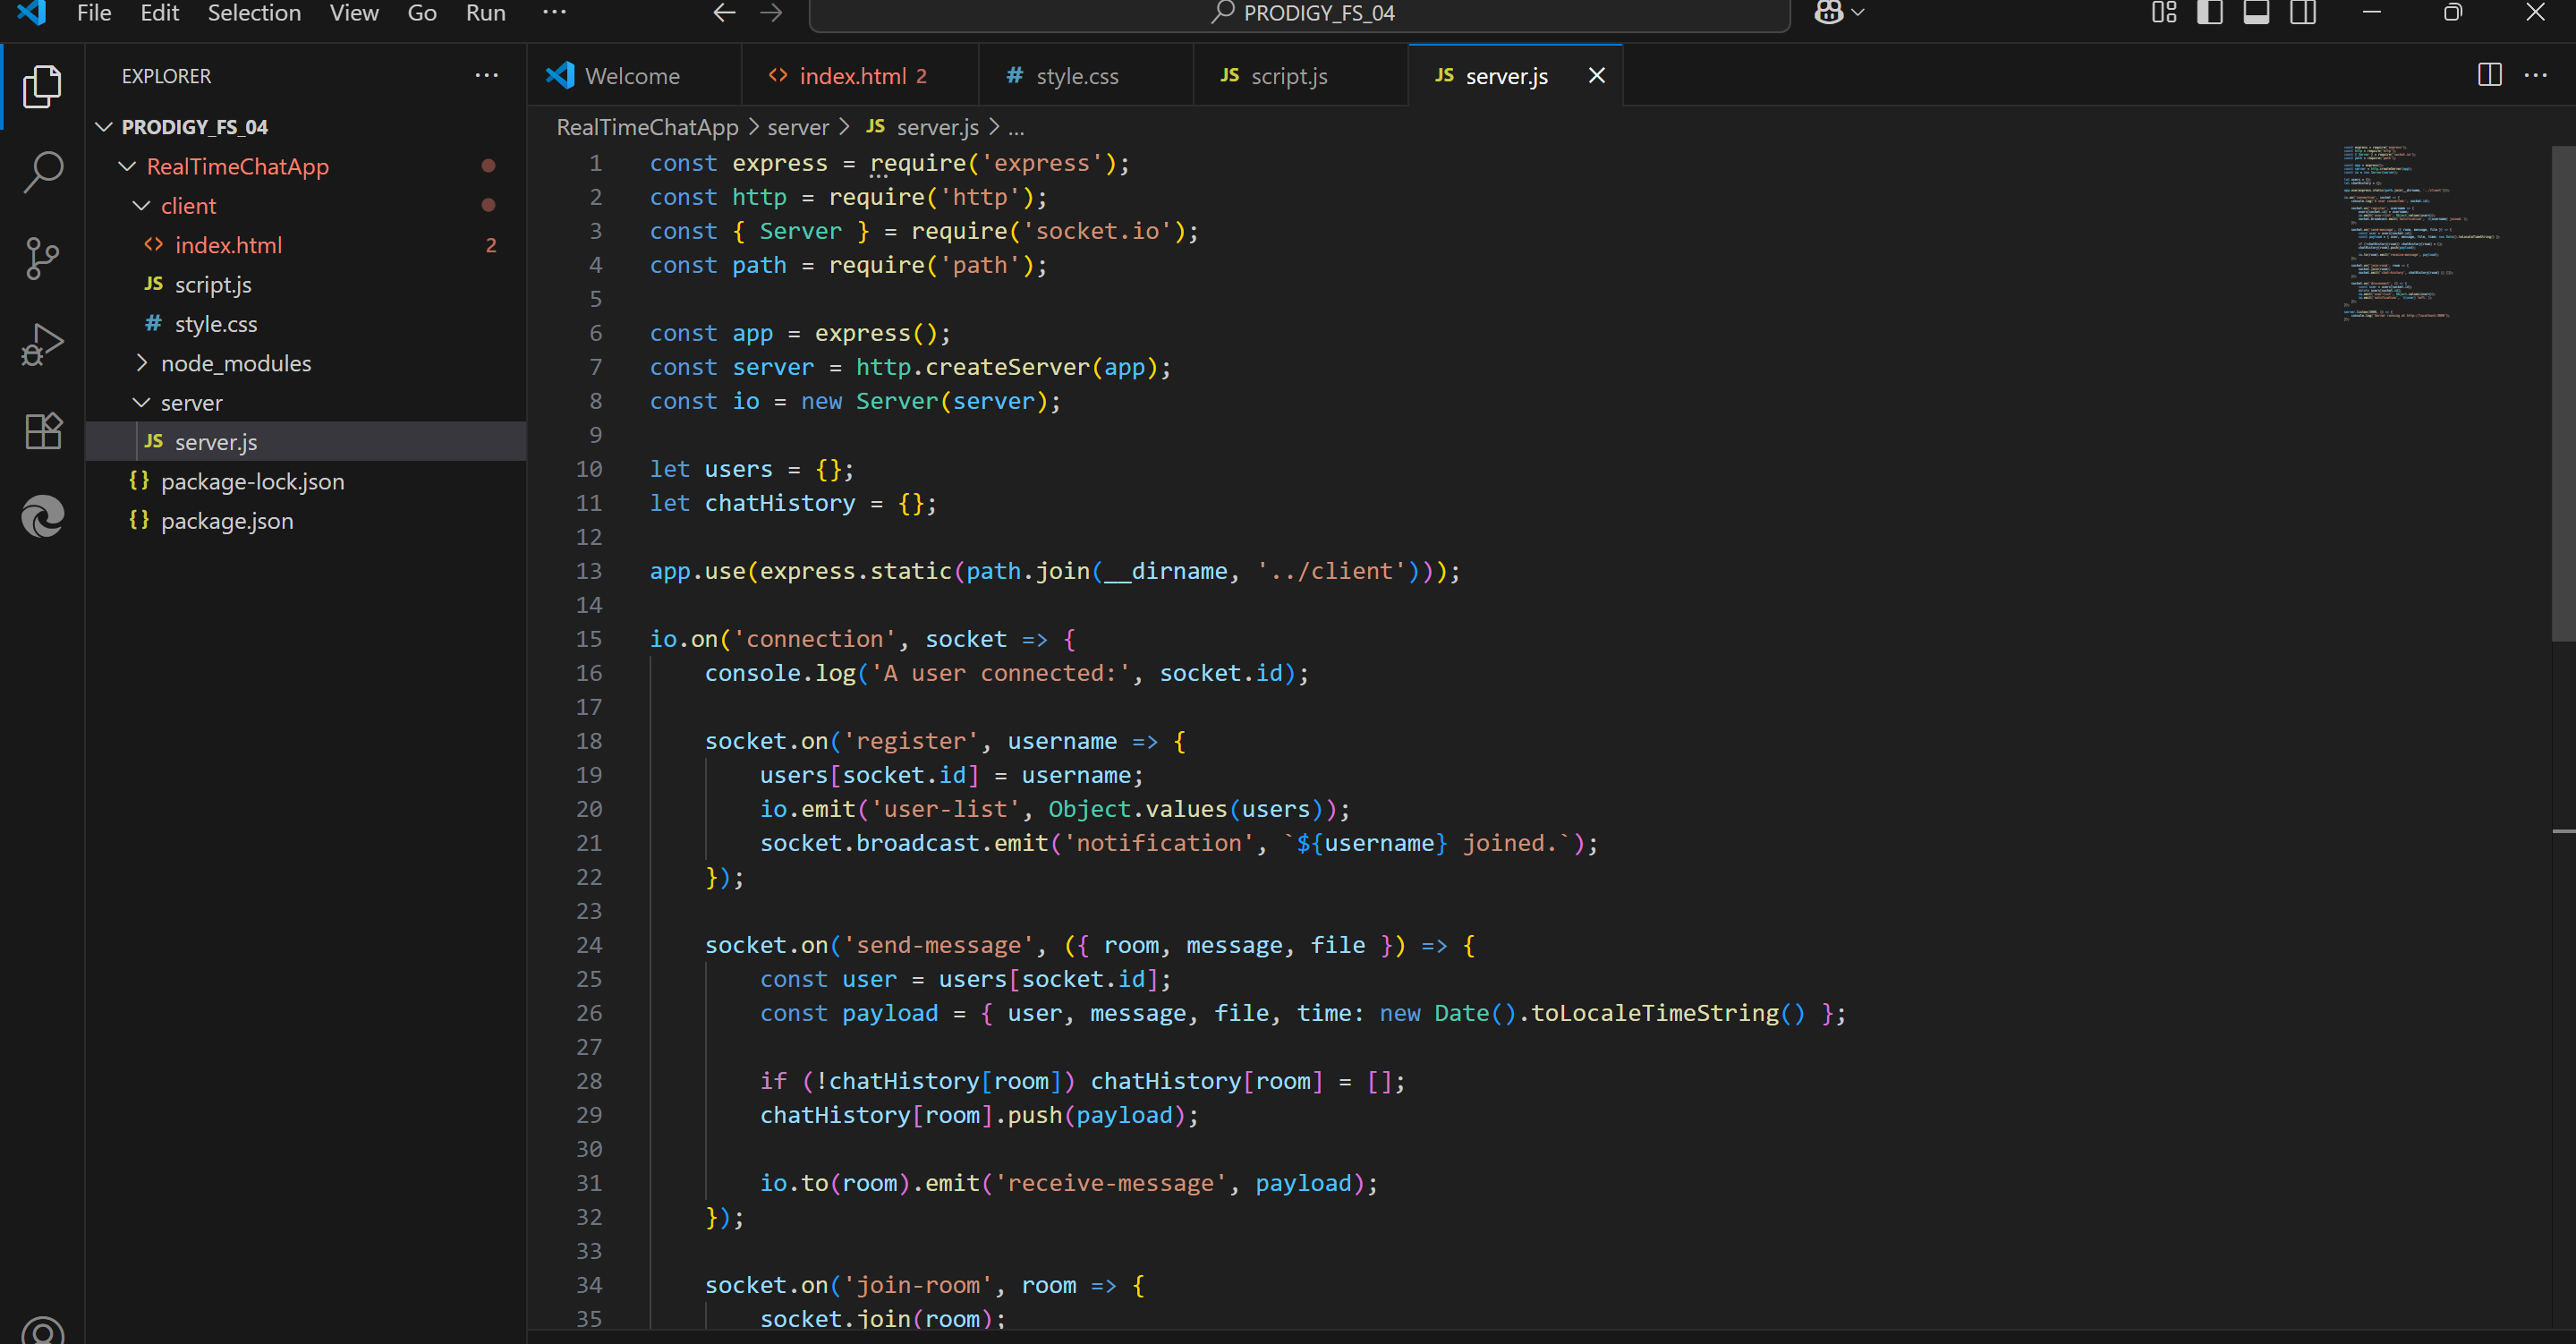 File Edit Selection View Go Run ··· PRODIGY_FS_04
EXPLORER ···
PRODIGY_FS_04
RealTimeChatApp
client
<> index.html 2
JS script.js
# style.css
node_modules
server
JS server.js
{} package-lock.json
{} package.json
Welcome <> index.html 2 # style.css JS script.js JS server.js
RealTimeChatApp > server > JS server.js > ...
1 const express = require('express');
2 const http = require('http');
3 const { Server } = require('socket.io');
4 const path = require('path');
5
6 const app = express();
7 const server = http.createServer(app);
8 const io = new Server(server);
9
10 let users = {};
11 let chatHistory = {};
12
13 app.use(express.static(path.join(__dirname, '../client')));
14
15 io.on('connection', socket => {
16 console.log('A user connected:', socket.id);
17
18 socket.on('register', username => {
19 users[socket.id] = username;
20 io.emit('user-list', Object.values(users));
21 socket.broadcast.emit('notification', `${username} joined.`);
22 });
23
24 socket.on('send-message', ({ room, message, file }) => {
25 const user = users[socket.id];
26 const payload = { user, message, file, time: new Date().toLocaleTimeString() };
27
28 if (!chatHistory[room]) chatHistory[room] = [];
29 chatHistory[room].push(payload);
30
31 io.to(room).emit('receive-message', payload);
32 });
33
34 socket.on('join-room', room => {
35 socket.join(room);